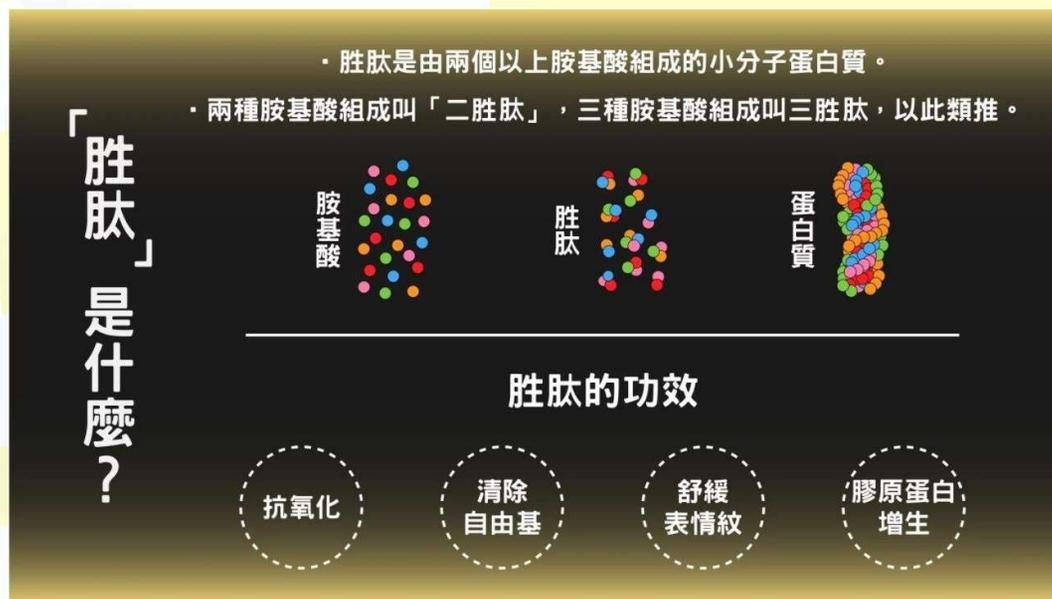 「胜肽」是什麼？
▪胜肽是由兩個以上胺基酸組成的小分子蛋白質。
▪兩種胺基酸組成叫「二胜肽」，三種胺基酸組成叫三胜肽，以此類推。
胺基酸
胜肽
蛋白質
胜肽的功效
抗氧化
清除
自由基
舒緩
表情紋
膠原蛋白
增生